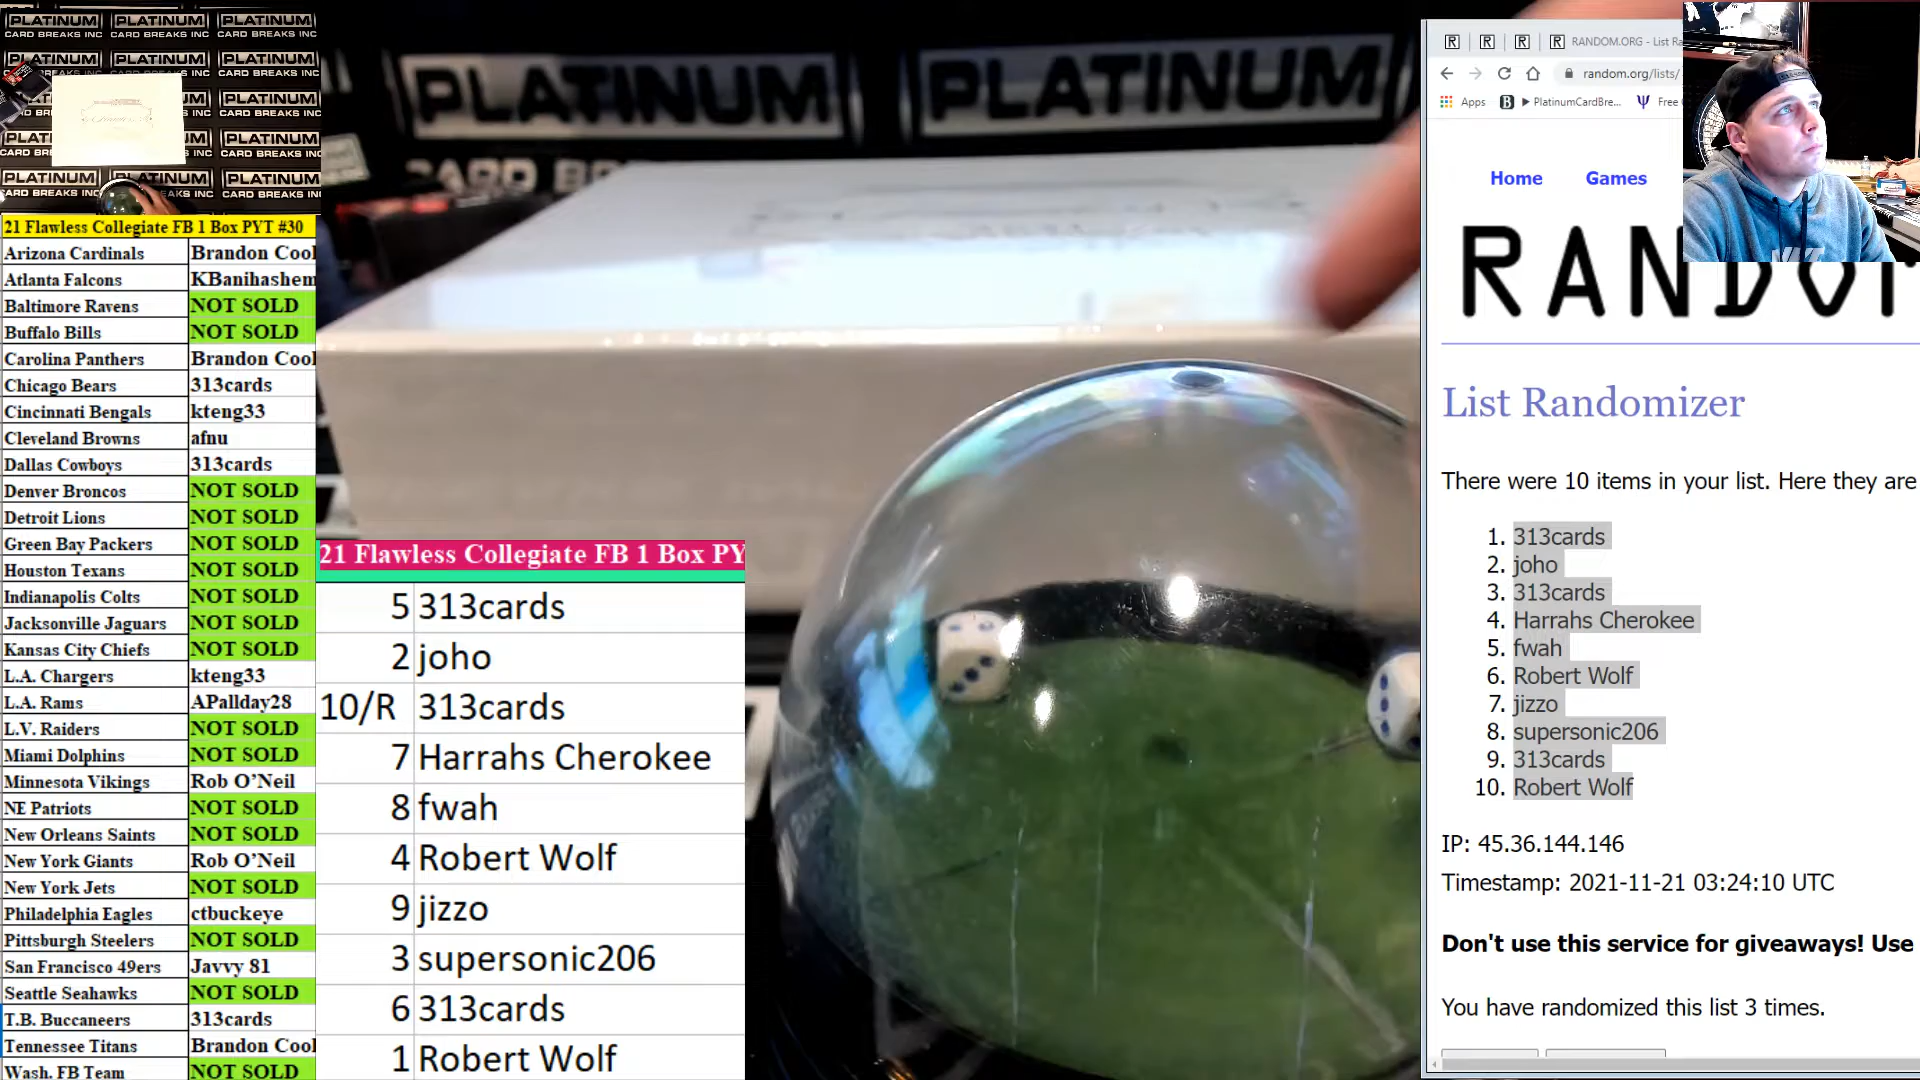 PLATINUM PLATINUM PLATINUM
CARD BREAKS INC CARD BREAKS INC CARD BREAKS INC
PLATINUM
PLATINUM
CARD BR
21 Flawless Collegiate FB 1 Box PYT #30
Arizona Cardinals Brandon Cool
Atlanta Falcons KBanihashem
Baltimore Ravens NOT SOLD
Buffalo Bills NOT SOLD
Carolina Panthers Brandon Cool
Chicago Bears 313cards
Cincinnati Bengals kteng33
Cleveland Browns afnu
Dallas Cowboys 313cards
Denver Broncos NOT SOLD
Detroit Lions NOT SOLD
Green Bay Packers NOT SOLD
Houston Texans NOT SOLD
Indianapolis Colts NOT SOLD
Jacksonville Jaguars NOT SOLD
Kansas City Chiefs NOT SOLD
L.A. Chargers kteng33
L.A. Rams APallday28
L.V. Raiders NOT SOLD
Miami Dolphins NOT SOLD
Minnesota Vikings Rob O’Neil
NE Patriots NOT SOLD
New Orleans Saints NOT SOLD
New York Giants Rob O’Neil
New York Jets NOT SOLD
Philadelphia Eagles ctbuckeye
Pittsburgh Steelers NOT SOLD
San Francisco 49ers Javvy 81
Seattle Seahawks NOT SOLD
T.B. Buccaneers 313cards
Tennessee Titans Brandon Cool
Wash. FB Team NOT SOLD
21 Flawless Collegiate FB 1 Box PY
5 313cards
2 joho
10/R 313cards
7 Harrahs Cherokee
8 fwah
4 Robert Wolf
9 jizzo
3 supersonic206
6 313cards
1 Robert Wolf
RANDOM.ORG - List Ra
random.org/lists/
Apps PlatinumCardBre... Free
Home Games
RANDOM
List Randomizer
There were 10 items in your list. Here they are
1. 313cards
2. joho
3. 313cards
4. Harrahs Cherokee
5. fwah
6. Robert Wolf
7. jizzo
8. supersonic206
9. 313cards
10. Robert Wolf
IP: 45.36.144.146
Timestamp: 2021-11-21 03:24:10 UTC
Don't use this service for giveaways! Use
You have randomized this list 3 times.